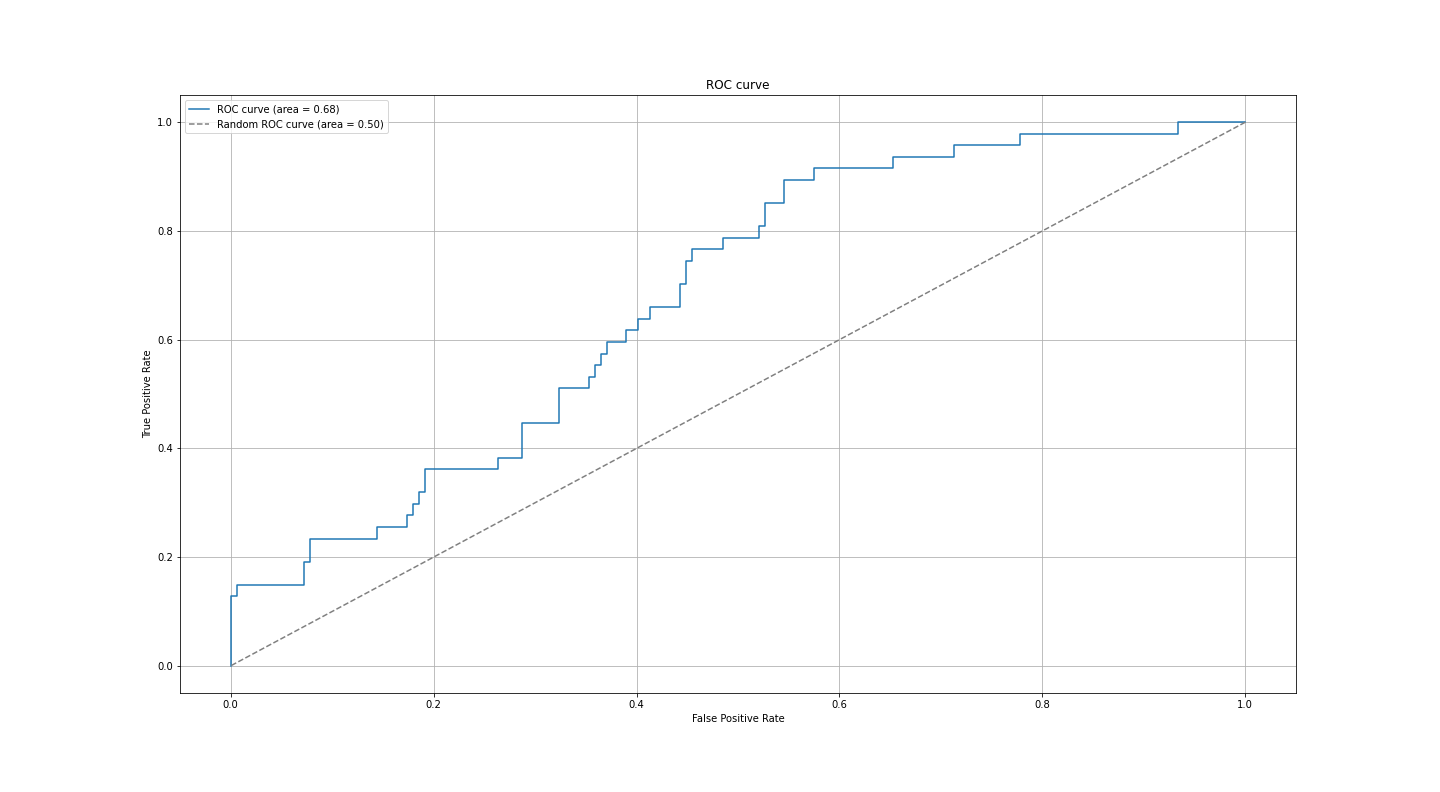 ROC curve
ROC curve (area = 0.68)
Random ROC curve (area = 0.50)
1.0
0.8
0.6
0.4
0.2
0.0
True Positive Rate
0.0 0.2 0.4 0.6 0.8 1.0
False Positive Rate